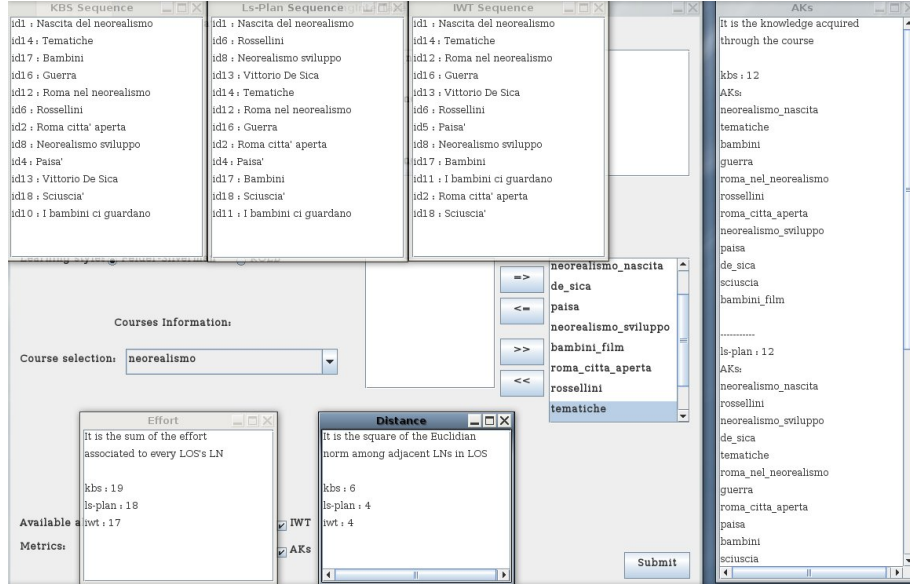 KBS Sequence
id1 : Nascita del neorealismo
id14 : Tematiche
id17 : Bambini
id16 : Guerra
id12 : Roma nel neorealismo
id6 : Rossellini
id2 : Roma citta' aperta
id8 : Neorealismo sviluppo
id4 : Paisa'
id13 : Vittorio De Sica
id18 : Sciuscia'
id10 : I bambini ci guardano
Ls-Plan Sequence
id1 : Nascita del neorealismo
id6 : Rossellini
id8 : Neorealismo sviluppo
id13 : Vittorio De Sica
id14 : Tematiche
id12 : Roma nel neorealismo
id16 : Guerra
id2 : Roma citta' aperta
id4 : Paisa'
id17 : Bambini
id18 : Sciuscia'
id11 : I bambini ci guardano
IWT Sequence
id1 : Nascita del neorealismo
id14 : Tematiche
id12 : Roma nel neorealismo
id16 : Guerra
id13 : Vittorio De Sica
id6 : Rossellini
id5 : Paisa'
id8 : Neorealismo sviluppo
id17 : Bambini
id11 : I bambini ci guardano
id2 : Roma citta' aperta
id18 : Sciuscia'
AKs
It is the knowledge acquired
through the course
kbs : 12
AKs:
neorealismo_nascita
tematiche
bambini
guerra
roma_nel_neorealismo
rossellini
roma_citta_aperta
neorealismo_sviluppo
paisa
de_sica
sciuscia
bambini_film
-----------
ls-plan : 12
AKs:
neorealismo_nascita
rossellini
neorealismo_sviluppo
de_sica
tematiche
roma_nel_neorealismo
guerra
roma_citta_aperta
paisa
bambini
sciuscia
=>
<=
>>
<<
neorealismo_nascita
de_sica
paisa
neorealismo_sviluppo
bambini_film
roma_citta_aperta
rossellini
tematiche
Courses Information:
Course selection: neorealismo
Effort
It is the sum of the effort
associated to every LOS's LN
kbs : 19
ls-plan : 18
iwt : 17
Distance
It is the square of the Euclidian
norm among adjacent LNs in LOS
kbs : 6
ls-plan : 4
iwt : 4
Available
Metrics:
IWT
AKs
Submit